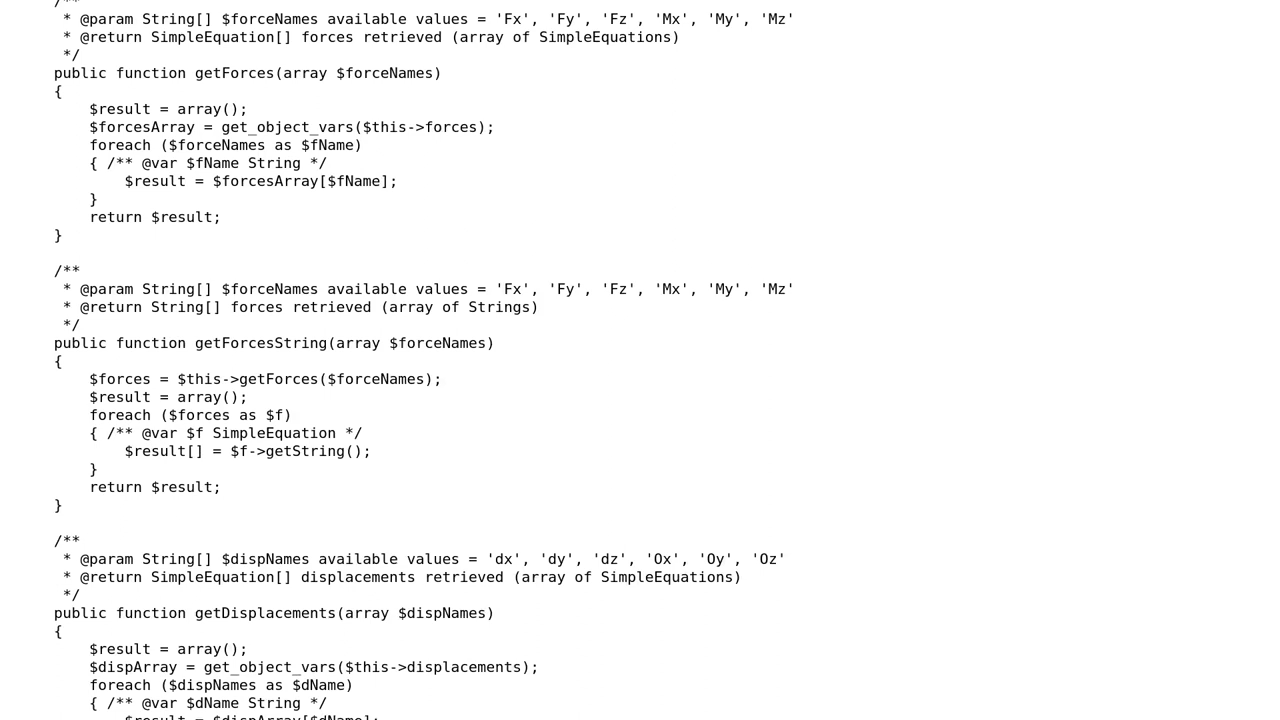 /**
 * @param String[] $forceNames available values = 'Fx', 'Fy', 'Fz', 'Mx', 'My', 'Mz'
 * @return SimpleEquation[] forces retrieved (array of SimpleEquations)
 */
public function getForces(array $forceNames)
{
    $result = array();
    $forcesArray = get_object_vars($this->forces);
    foreach ($forceNames as $fName)
    { /** @var $fName String */
        $result = $forcesArray[$fName];
    }
    return $result;
}

/**
 * @param String[] $forceNames available values = 'Fx', 'Fy', 'Fz', 'Mx', 'My', 'Mz'
 * @return String[] forces retrieved (array of Strings)
 */
public function getForcesString(array $forceNames)
{
    $forces = $this->getForces($forceNames);
    $result = array();
    foreach ($forces as $f)
    { /** @var $f SimpleEquation */
        $result[] = $f->getString();
    }
    return $result;
}

/**
 * @param String[] $dispNames available values = 'dx', 'dy', 'dz', 'Ox', 'Oy', 'Oz'
 * @return SimpleEquation[] displacements retrieved (array of SimpleEquations)
 */
public function getDisplacements(array $dispNames)
{
    $result = array();
    $dispArray = get_object_vars($this->displacements);
    foreach ($dispNames as $dName)
    { /** @var $dName String */
        $result = $dispArray[$dName];